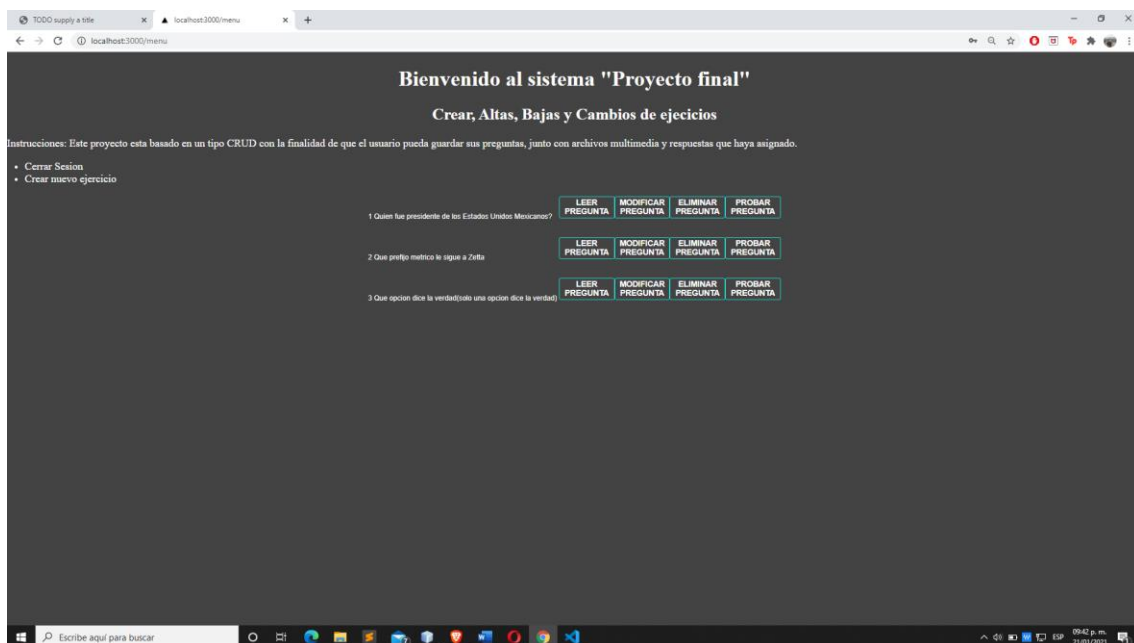 TODO supply a title
localhost:3000/menu
localhost:3000/menu
Bienvenido al sistema "Proyecto final"
Crear, Altas, Bajas y Cambios de ejecicios
Instrucciones: Este proyecto esta basado en un tipo CRUD con la finalidad de que el usuario pueda guardar sus preguntas, junto con archivos multimedia y respuestas que haya asignado.
• Cerrar Sesion
• Crear nuevo ejercicio
1 Quien fue presidente de los Estados Unidos Mexicanos?
LEER PREGUNTA
MODIFICAR PREGUNTA
ELIMINAR PREGUNTA
PROBAR PREGUNTA
2 Que prefijo metrico le sigue a Zetta
LEER PREGUNTA
MODIFICAR PREGUNTA
ELIMINAR PREGUNTA
PROBAR PREGUNTA
3 Que opcion dice la verdad(solo una opcion dice la verdad)
LEER PREGUNTA
MODIFICAR PREGUNTA
ELIMINAR PREGUNTA
PROBAR PREGUNTA
Escribe aquí para buscar
ESP
09:42 p. m.
21/01/2021